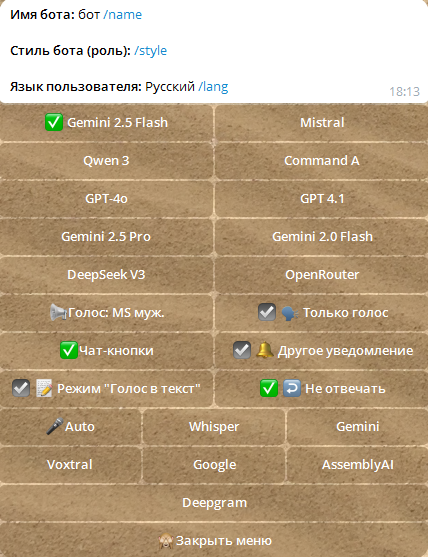 Имя бота: бот /name
Стиль бота (роль): /style
Язык пользователя: Русский /lang
18:13
✅ Gemini 2.5 Flash
Mistral
Qwen 3
Command A
GPT-4o
GPT 4.1
Gemini 2.5 Pro
Gemini 2.0 Flash
DeepSeek V3
OpenRouter
Голос: MS муж.
Только голос
Чат-кнопки
Другое уведомление
Режим "Голос в текст"
Не отвечать
Auto
Whisper
Gemini
Voxtral
Google
AssemblyAI
Deepgram
Закрыть меню